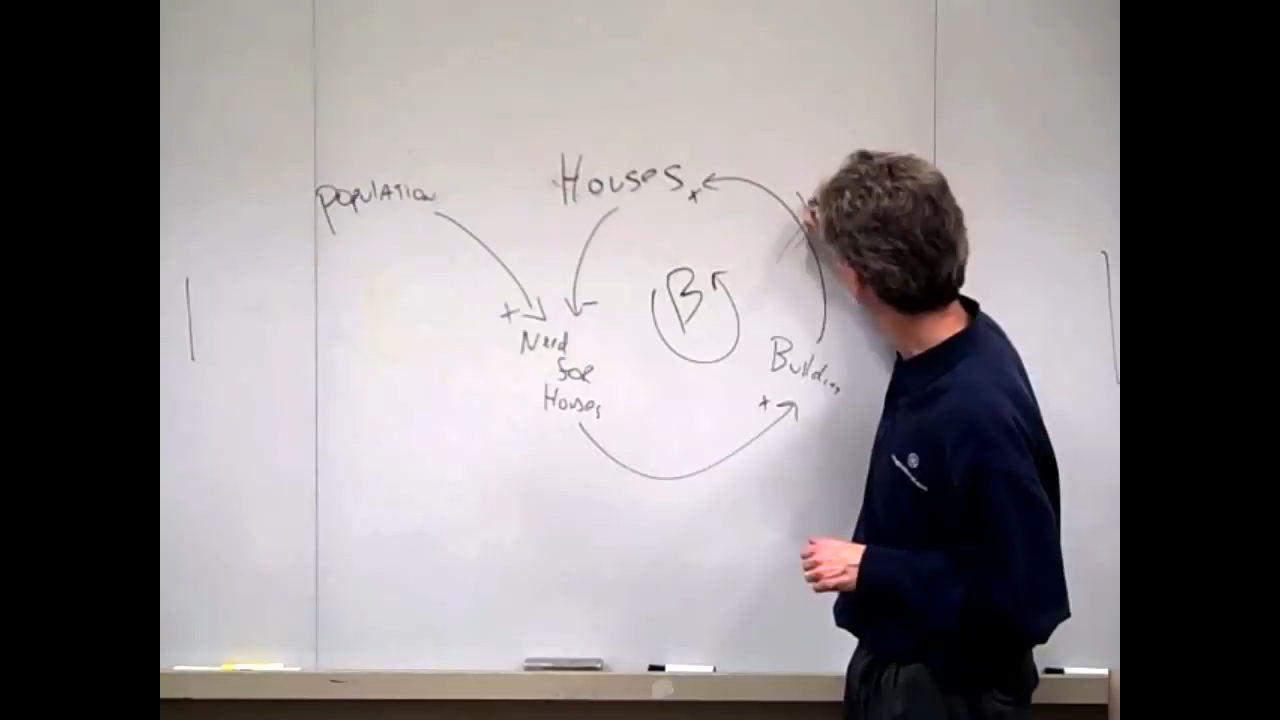 Population
Houses
+
+
-
B
Need
for
Houses
Building
+